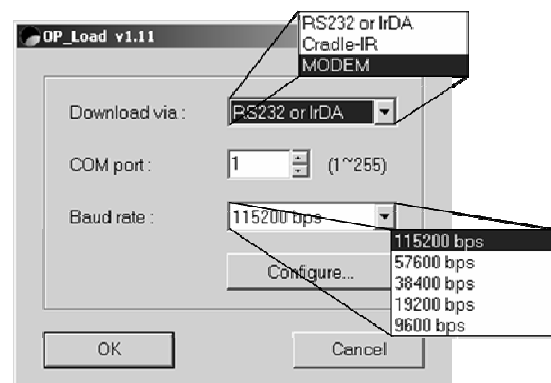 OP_Load v1.11
RS232 or IrDA
Cradle-IR
MODEM
Download via : RS232 or IrDA
COM port : 1 (1~255)
Baud rate : 115200 bps
115200 bps
57600 bps
38400 bps
19200 bps
9600 bps
Configure...
OK Cancel